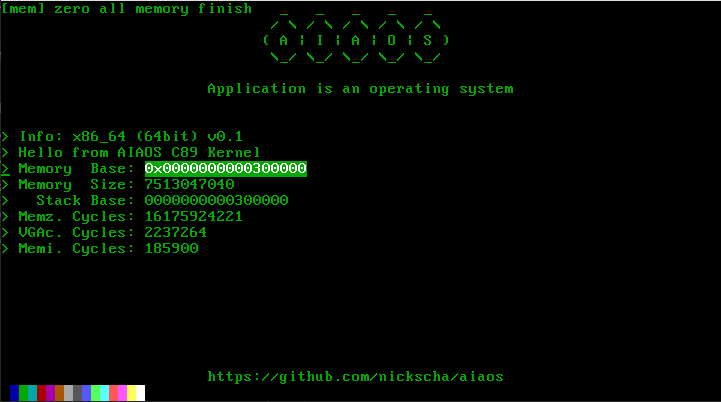 [mem] zero all memory finish
( A | I | A | O | S )
Application is an operating system
> Info: x86_64 (64bit) v0.1
> Hello from AIAOS C89 Kernel
> Memory  Base: 0x0000000000300000
> Memory  Size: 7513047040
>   Stack Base: 0000000000300000
> Memz. Cycles: 16175924221
> VGAc. Cycles: 2237264
> Memi. Cycles: 185900
https://github.com/nickscha/aiaos